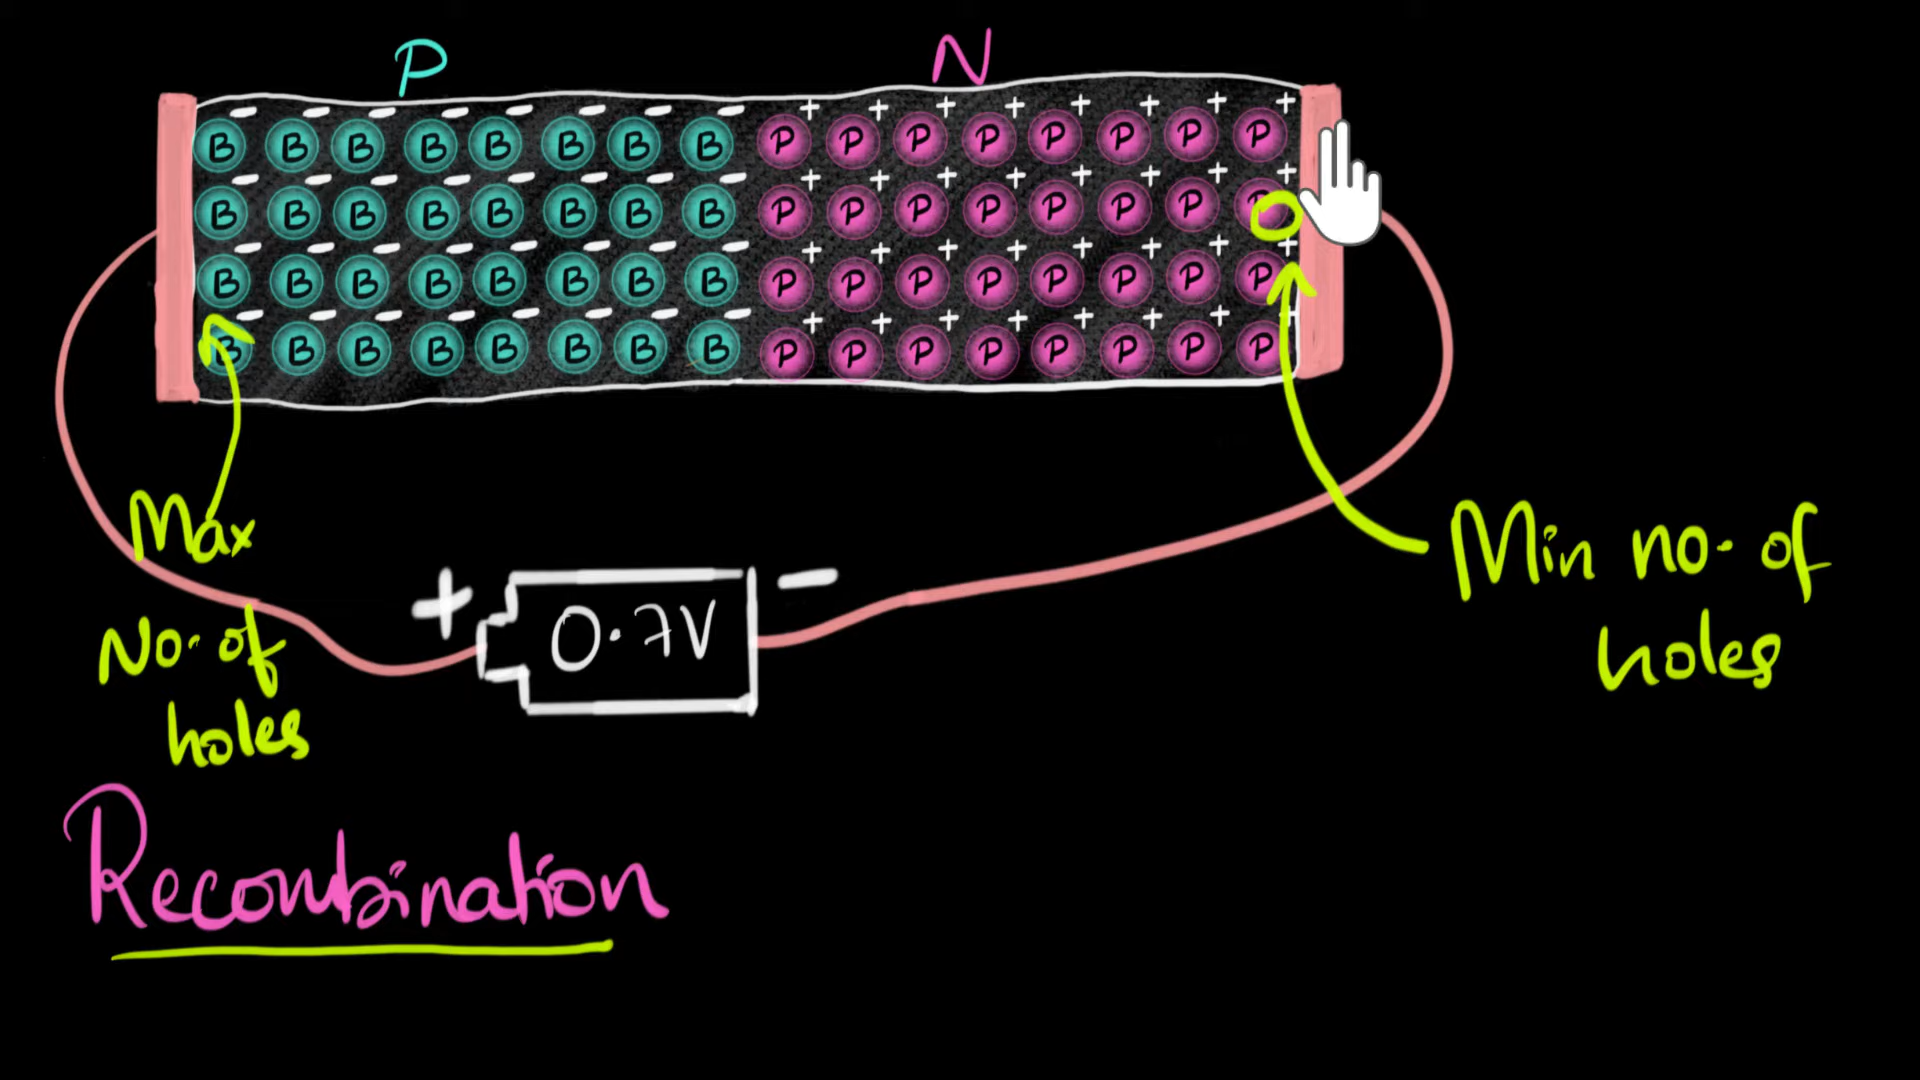 P N
- - - - - - - - + + + + + + + +
B B B B B B B B P P P P P P P P
- - - - - - - - + + + + + + + +
B B B B B B B B P P P P P P P P
- - - - - - - - + + + + + + + +
B B B B B B B B P P P P P P P P
- - - - - - - - + + + + + + + +
B B B B B B B B P P P P P P P P
Max
No. of
holes
+ 0.7V -
Min no. of
holes
Recombination